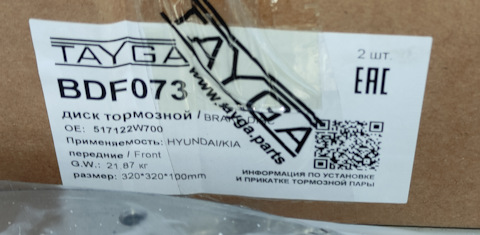 TAYGA
2 шт.
BDF073
EAC
ДИСК ТОРМОЗНОЙ /
OE: 517122W700
Применяемость: HYUNDAI/KIA
передние / Front
G.W.: 21.87 кг
размер: 320*320*100mm
TAYGA
www.tayga.parts
ИНФОРМАЦИЯ ПО УСТАНОВКЕ
И ПРИКАТКЕ ТОРМОЗНОЙ ПАРЫ